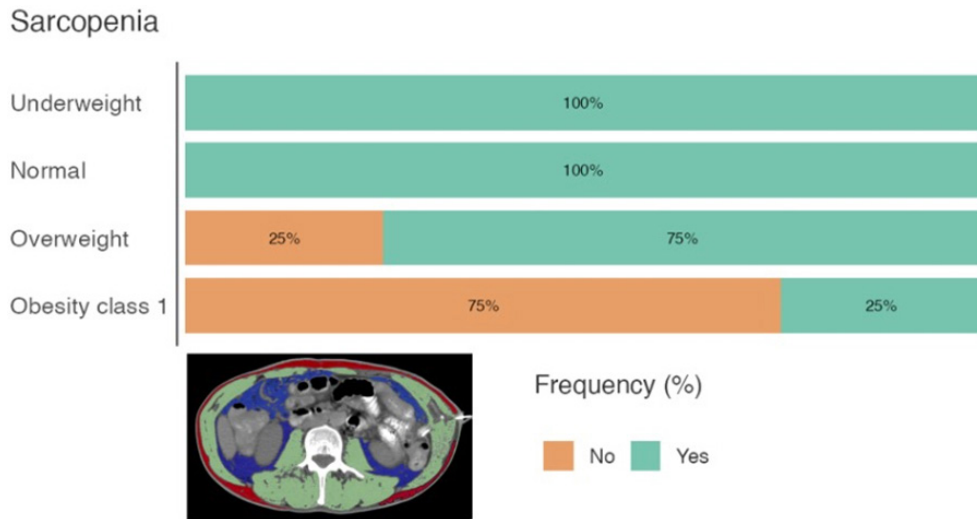 Sarcopenia
Underweight 100%
Normal 100%
Overweight 25% 75%
Obesity class 1 75% 25%
Frequency (%)
No Yes